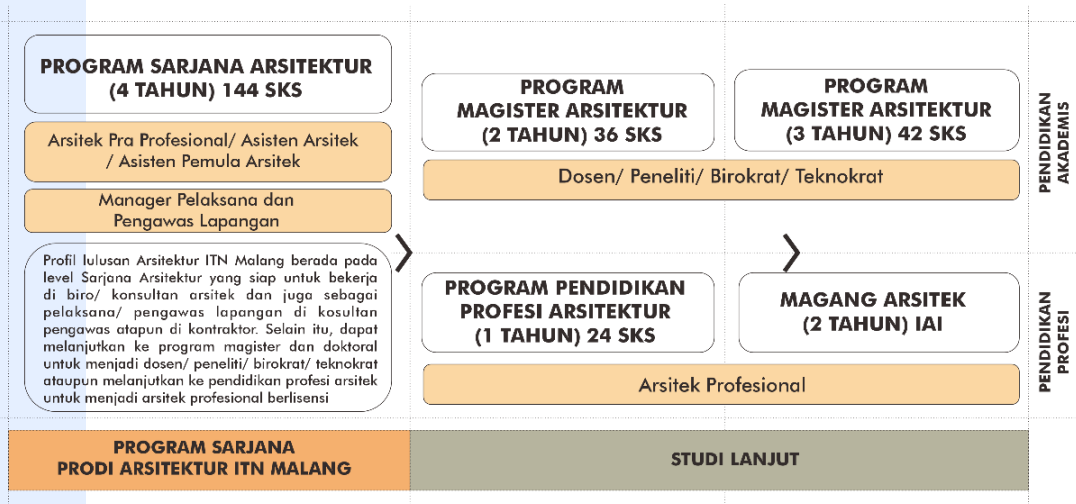 PROGRAM SARJANA ARSITEKTUR
(4 TAHUN) 144 SKS
Arsitek Pra Profesional/ Asisten Arsitek
/ Asisten Pemula Arsitek
Manager Pelaksana dan
Pengawas Lapangan
Profil lulusan Arsitektur ITN Malang berada pada
level Sarjana Arsitektur yang siap untuk bekerja
di biro/ konsultan arsitek dan juga sebagai
pelaksana/ pengawas lapangan di kosultan
pengawas atapun di kontraktor. Selain itu, dapat
melanjutkan ke program magister dan doktoral
untuk menjadi dosen/ peneliti/ birokrat/ teknokrat
ataupun melanjutkan ke pendidikan profesi arsitek
untuk menjadi arsitek profesional berlisensi
PROGRAM
MAGISTER ARSITEKTUR
(2 TAHUN) 36 SKS
PROGRAM
MAGISTER ARSITEKTUR
(3 TAHUN) 42 SKS
Dosen/ Peneliti/ Birokrat/ Teknokrat
PENDIDIKAN
AKADEMIS
PROGRAM PENDIDIKAN
PROFESI ARSITEKTUR
(1 TAHUN) 24 SKS
MAGANG ARSITEK
(2 TAHUN) IAI
Arsitek Profesional
PENDIDIKAN
PROFESI
PROGRAM SARJANA
PRODI ARSITEKTUR ITN MALANG
STUDI LANJUT